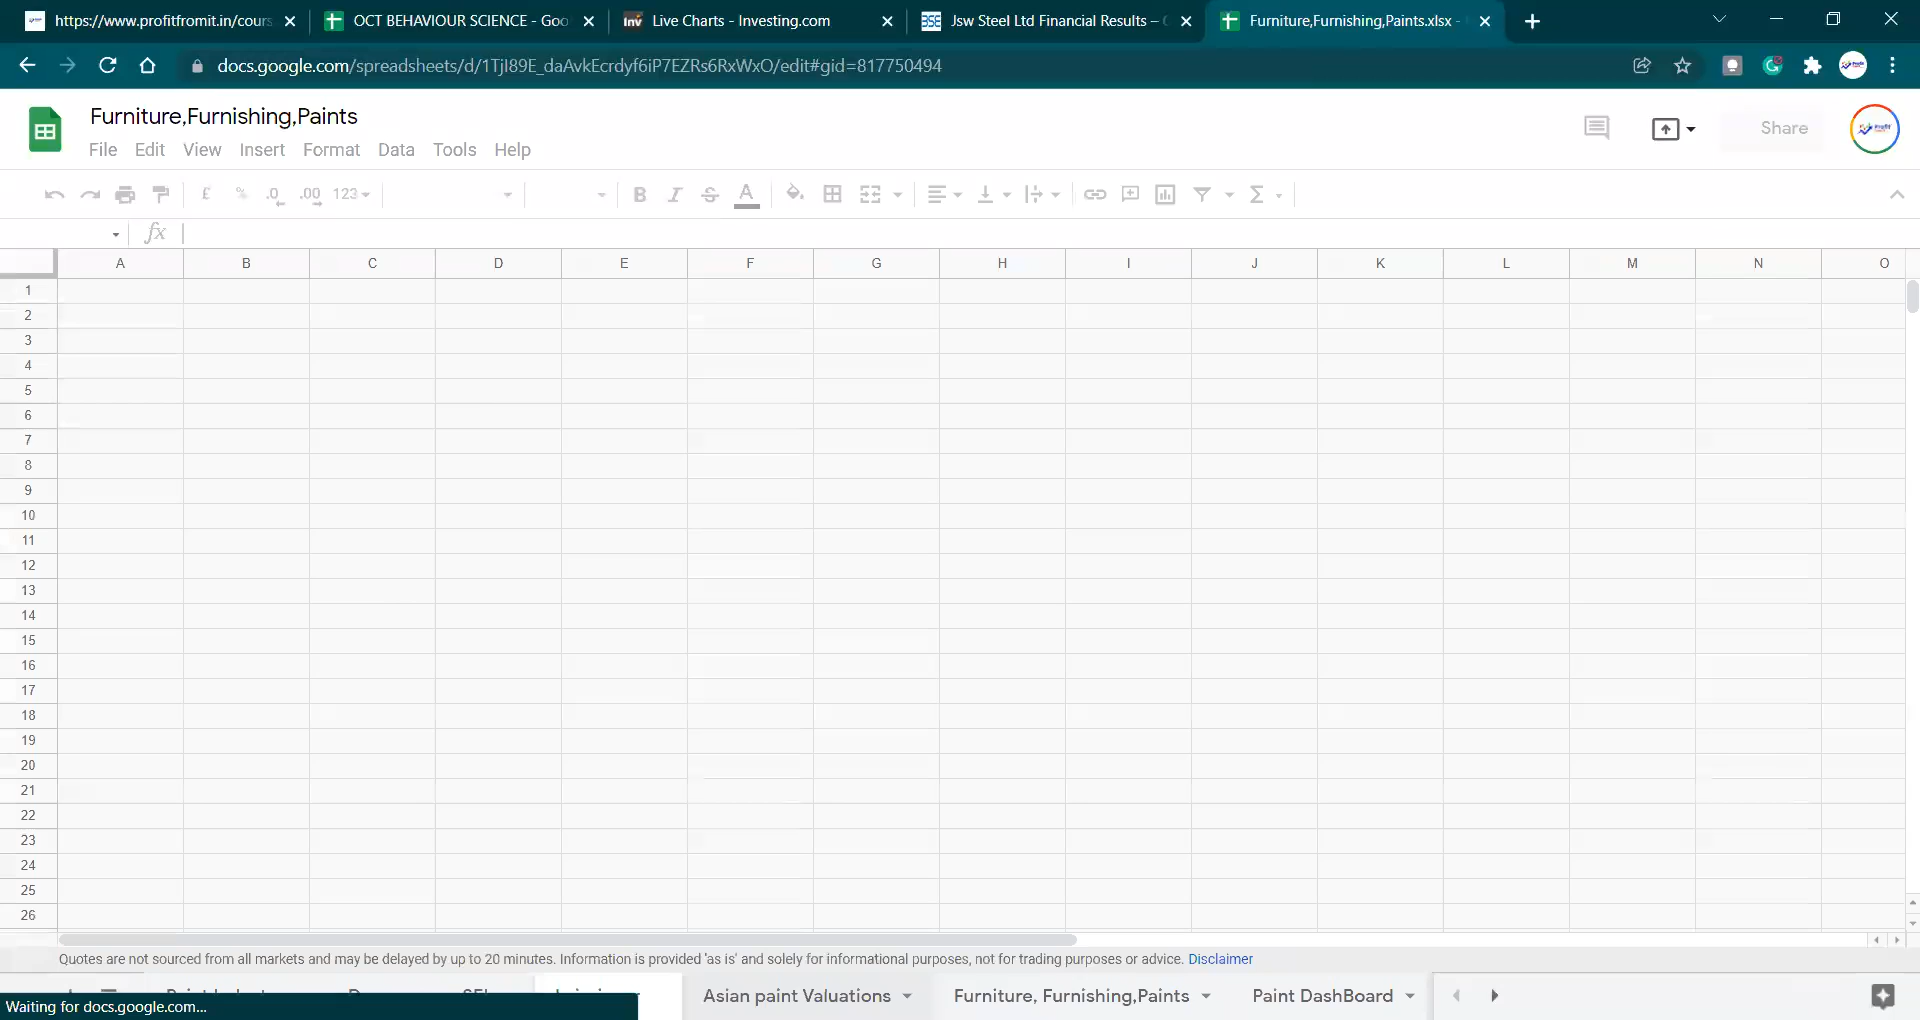 https://www.profitfromit.in/cours
OCT BEHAVIOUR SCIENCE - Goo
Inv Live Charts - Investing.com
BSE Jsw Steel Ltd Financial Results –
Furniture,Furnishing,Paints.xlsx -
docs.google.com/spreadsheets/d/1TjI89E_daAvkEcrdyf6iP7EZRs6RxWxO/edit#gid=817750494
Furniture,Furnishing,Paints
Share
File Edit View Insert Format Data Tools Help
£ % .0 .00 123 B I S A Σ
fx
A B C D E F G H I J K L M N O
1
2
3
4
5
6
7
8
9
10
11
12
13
14
15
16
17
18
19
20
21
22
23
24
25
26
Quotes are not sourced from all markets and may be delayed by up to 20 minutes. Information is provided 'as is' and solely for informational purposes, not for trading purposes or advice. Disclaimer
Asian paint Valuations Furniture, Furnishing,Paints Paint DashBoard
Waiting for docs.google.com...